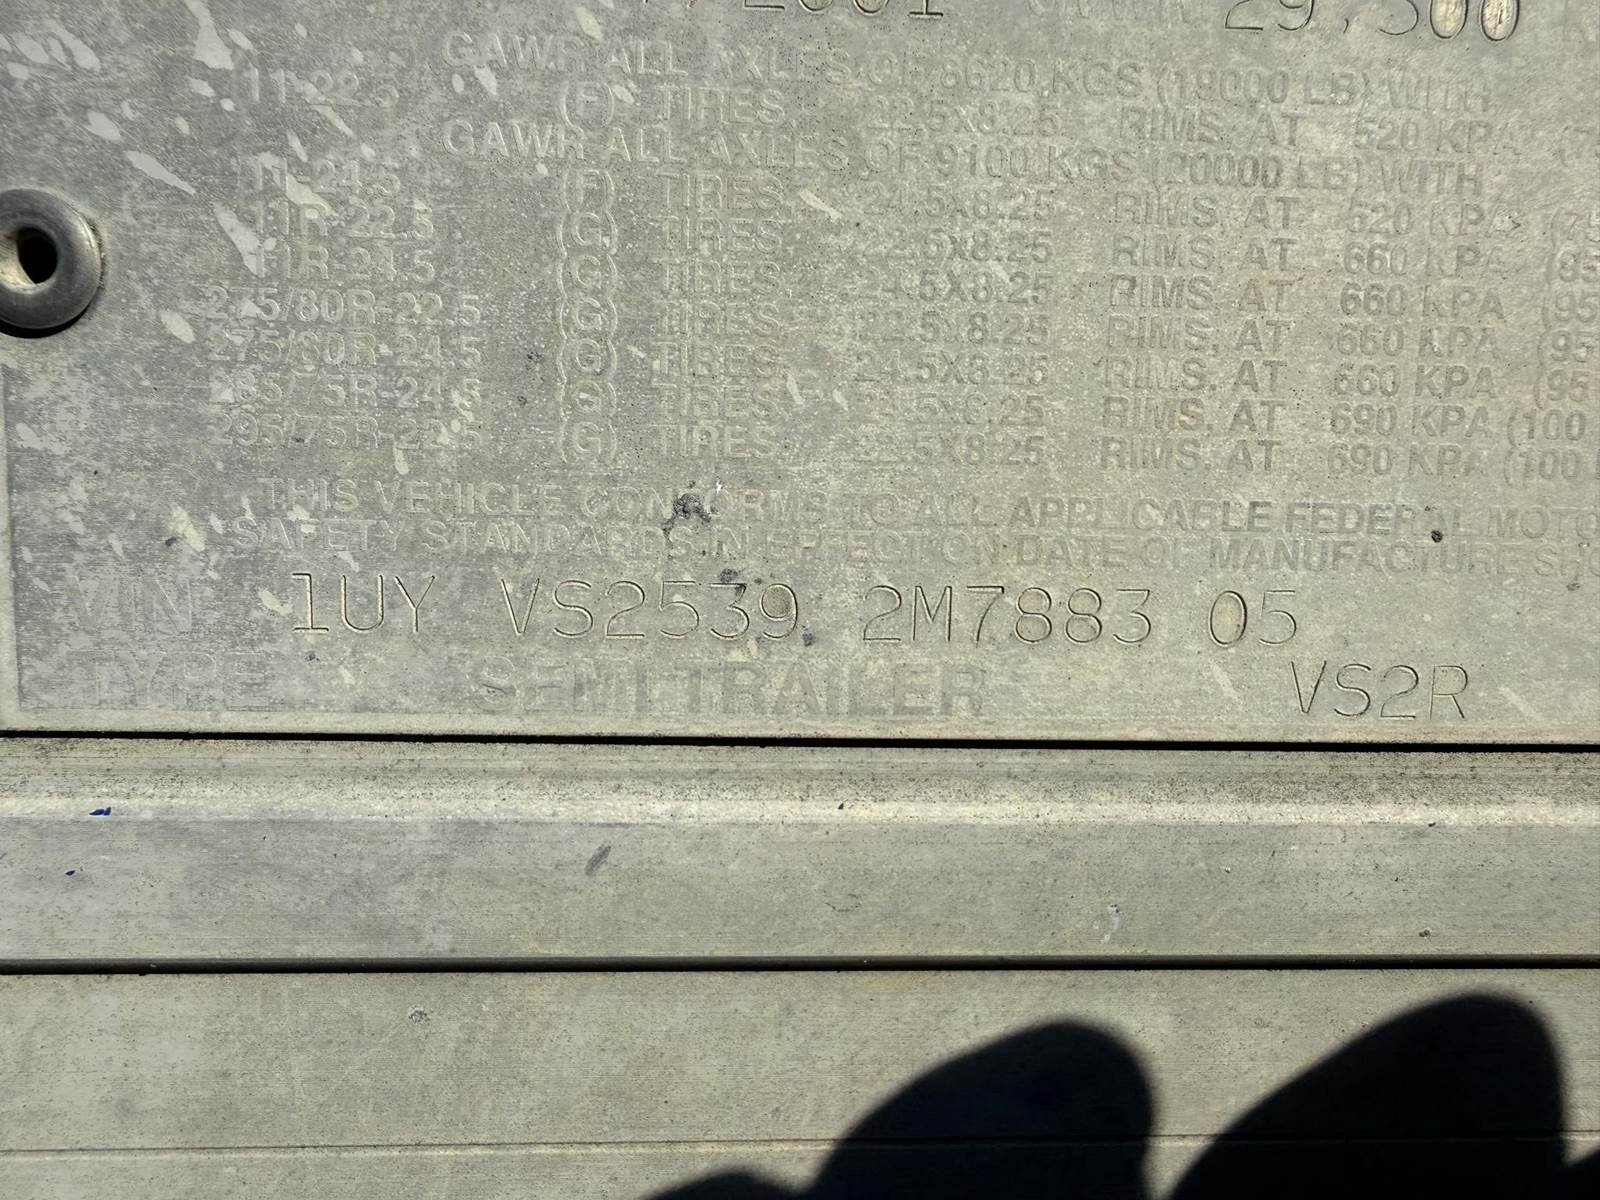 2001 29,500
GAWR ALL AXLES OF 8620 KGS (19000 LB) WITH
11-22.5 (F) TIRES, 22.5X8.25 RIMS, AT 520 KPA
GAWR ALL AXLES OF 9100 KGS (20000 LB) WITH
11-24.5 (F) TIRES, 24.5X8.25 RIMS, AT 520 KPA
11R-22.5 (G) TIRES, 22.5X8.25 RIMS, AT 660 KPA
11R-24.5 (G) TIRES, 24.5X8.25 RIMS, AT 660 KPA (95
275/80R-22.5 (G) TIRES, 22.5X8.25 RIMS, AT 660 KPA (95
275/80R-24.5 (G) TIRES, 24.5X8.25 RIMS, AT 660 KPA (95
285/75R-24.5 (G) TIRES, 24.5X8.25 RIMS, AT 690 KPA (100
295/75R-22.5 (G) TIRES, 22.5X8.25 RIMS, AT 690 KPA (100
THIS VEHICLE CONFORMS TO ALL APPLICABLE FEDERAL MOTO
SAFETY STANDARDS IN EFFECT ON DATE OF MANUFACTURE SHO
VIN 1UY VS2539 2M7883 05
TYPE SEMI TRAILER VS2R